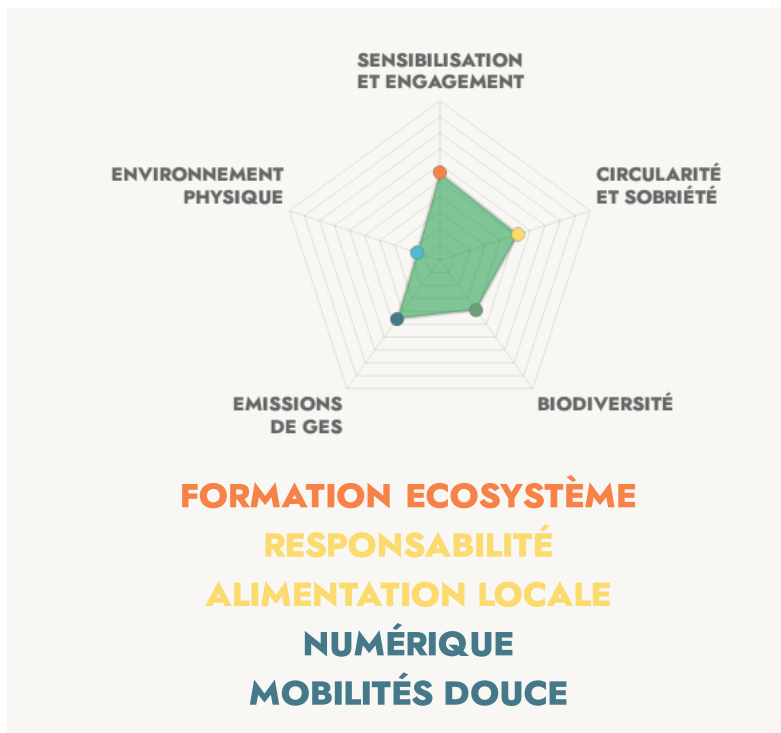 SENSIBILISATION
ET ENGAGEMENT
ENVIRONNEMENT
PHYSIQUE
CIRCULARITÉ
ET SOBRIÉTÉ
EMISSIONS
DE GES
BIODIVERSITÉ
FORMATION ECOSYSTÈME
RESPONSABILITÉ
ALIMENTATION LOCALE
NUMÉRIQUE
MOBILITÉS DOUCE